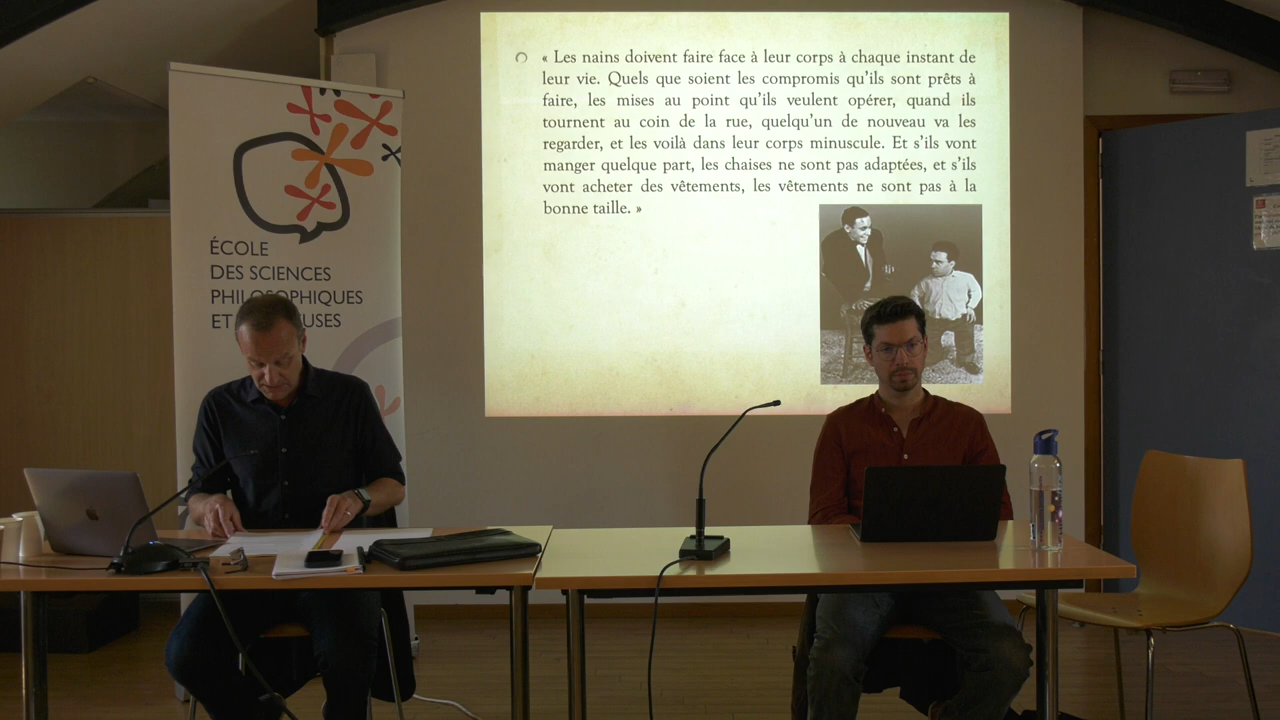 « Les nains doivent faire face à leur corps à chaque instant de
leur vie. Quels que soient les compromis qu'ils sont prêts à
faire, les mises au point qu'ils veulent opérer, quand ils
tournent au coin de la rue, quelqu'un de nouveau va les
regarder, et les voilà dans leur corps minuscule. Et s'ils vont
manger quelque part, les chaises ne sont pas adaptées, et s'ils
vont acheter des vêtements, les vêtements ne sont pas à la
bonne taille. »
ÉCOLE
DES SCIENCES
PHILOSOPHIQUES
ET USES